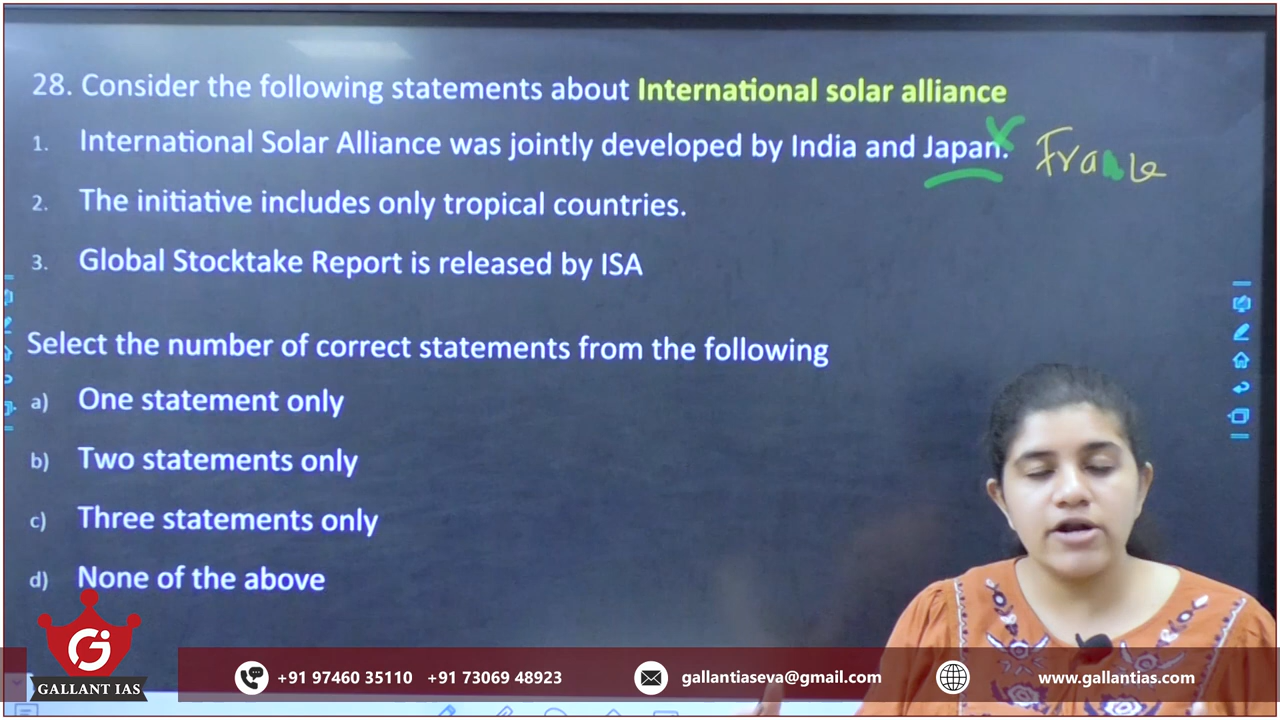 28. Consider the following statements about International solar alliance
1. International Solar Alliance was jointly developed by India and Japan. France
2. The initiative includes only tropical countries.
3. Global Stocktake Report is released by ISA
Select the number of correct statements from the following
a) One statement only
b) Two statements only
c) Three statements only
d) None of the above
GALLANT IAS
+91 97460 35110 +91 73069 48923 gallantiaseva@gmail.com www.gallantias.com